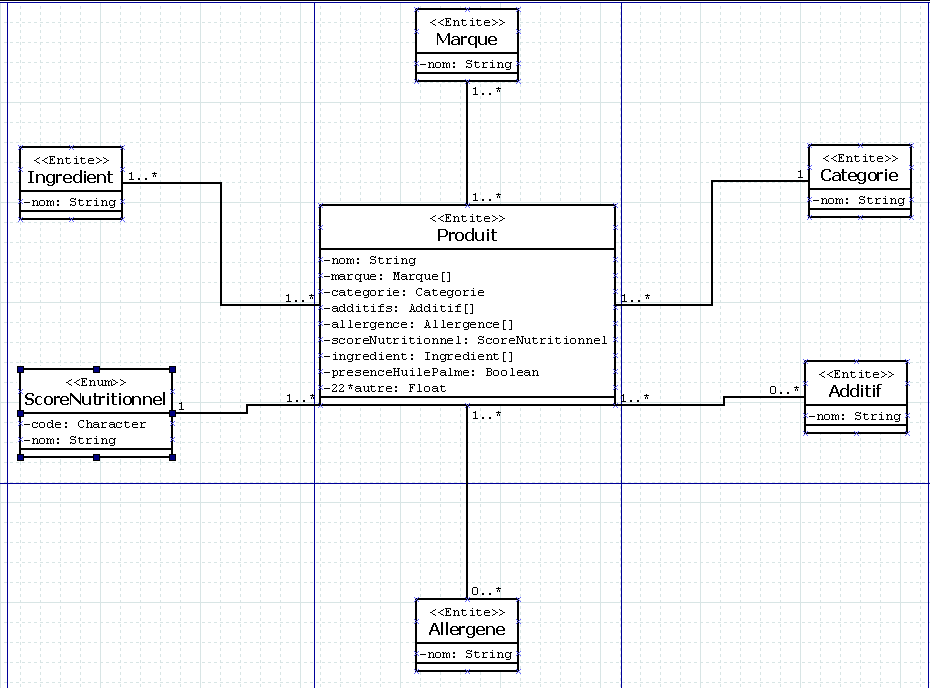 <<Entite>>
Marque
-nom: String
1..*
<<Entite>>
Ingredient
-nom: String
1..*
<<Entite>>
Categorie
-nom: String
1
1..*
<<Entite>>
Produit
-nom: String
-marque: Marque[]
-categorie: Categorie
-additifs: Additif[]
-allergence: Allergence[]
-scoreNutritionnel: ScoreNutritionnel
-ingredient: Ingredient[]
-presenceHuilePalme: Boolean
-22*autre: Float
1..*
1..*
<<Enum>>
ScoreNutritionnel
-code: Character
-nom: String
1
1..*
1..*
<<Entite>>
Additif
-nom: String
0..*
1..*
0..*
<<Entite>>
Allergene
-nom: String